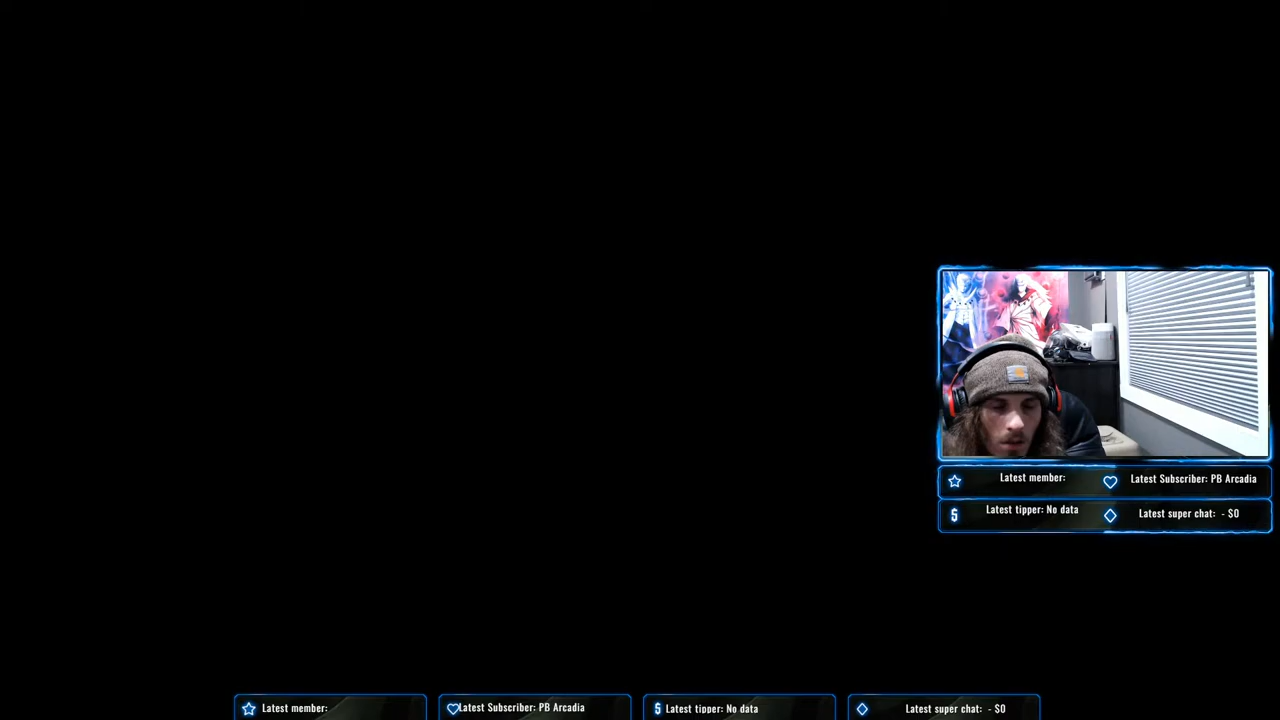 Latest member:
Latest Subscriber: PB Arcadia
Latest tipper: No data
Latest super chat: - $0
Latest member:
Latest Subscriber: PB Arcadia
Latest tipper: No data
Latest super chat: - $0